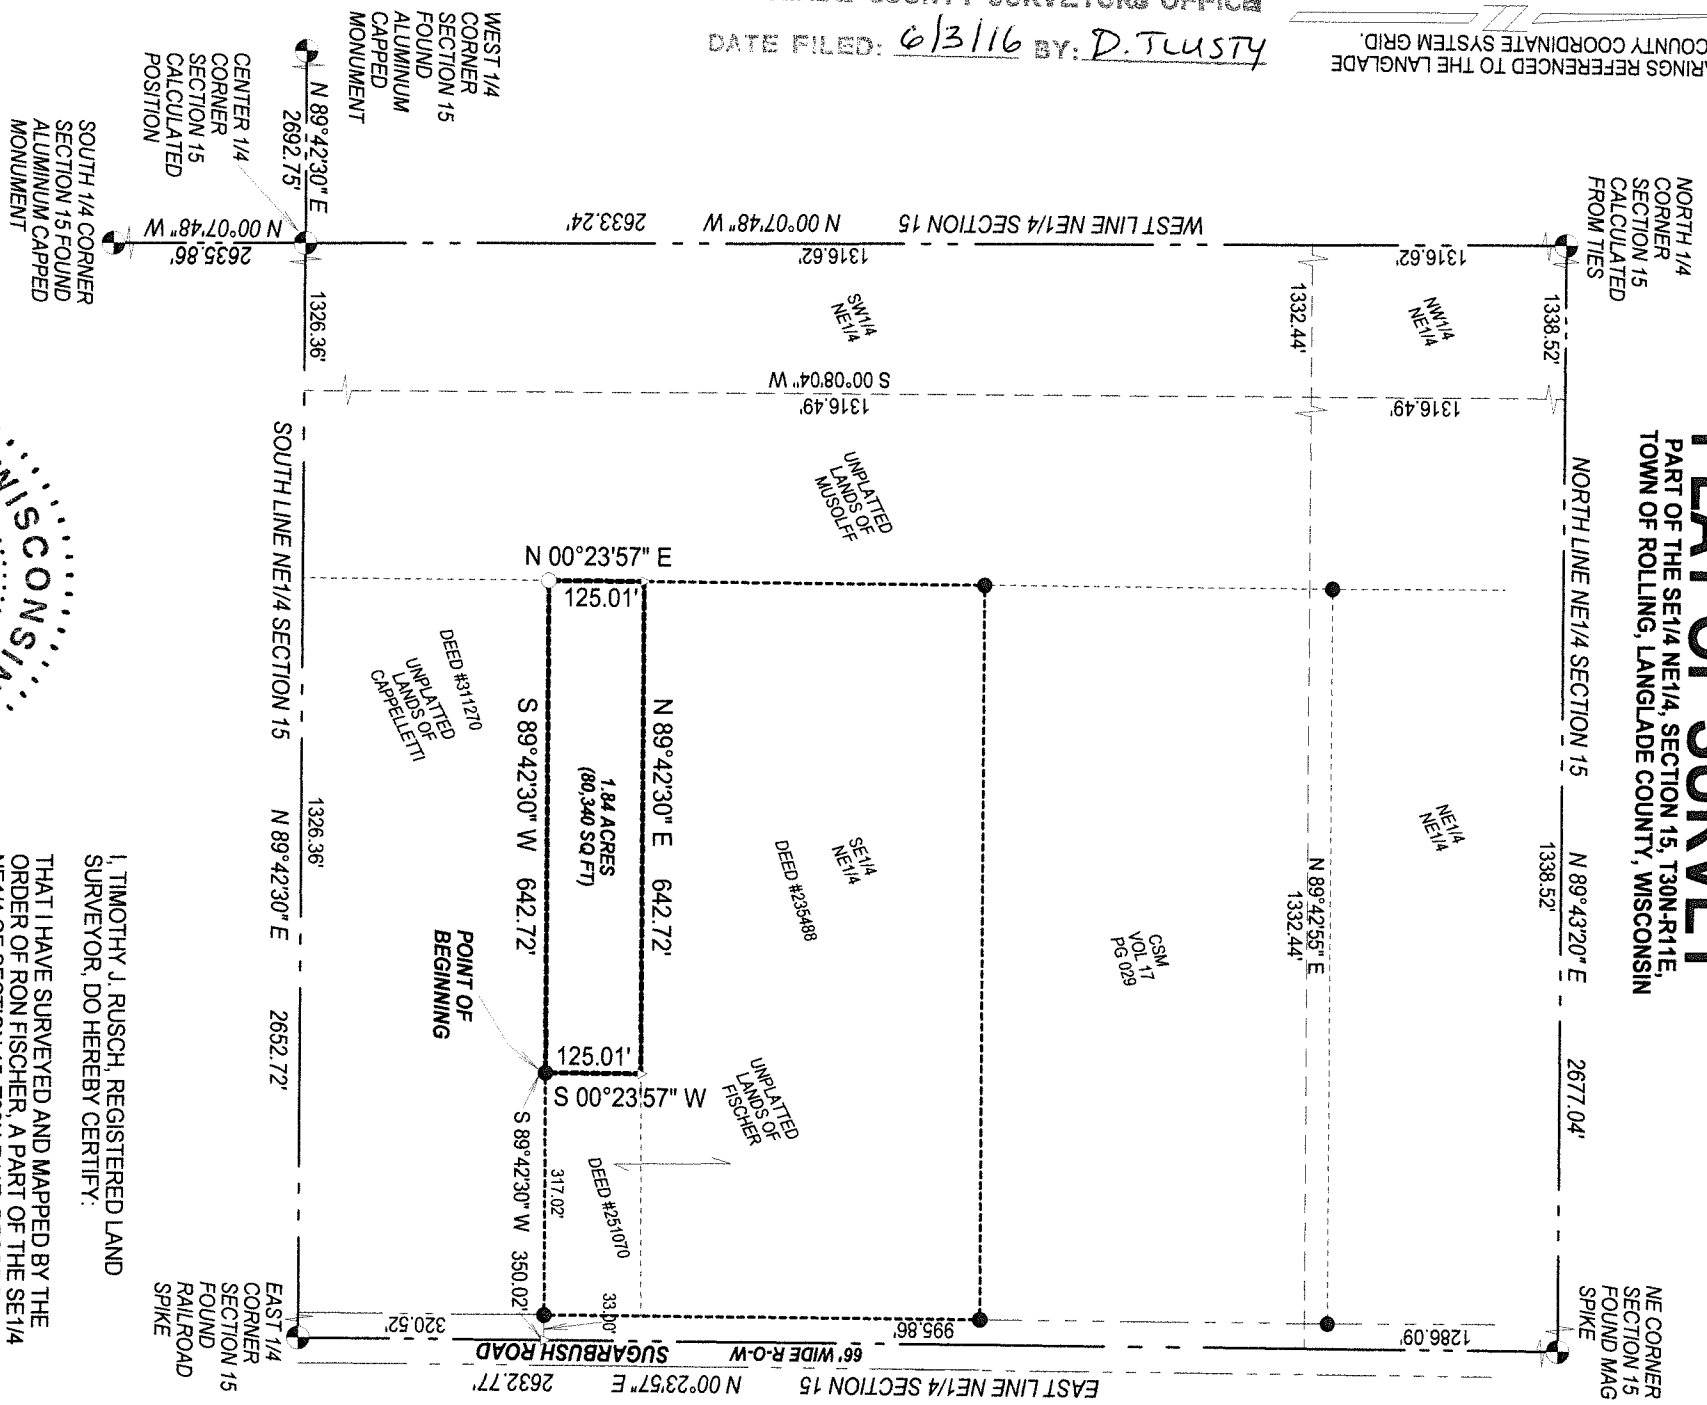 COUNTY SURVEYORS OFFICE
DATE FILED: 6/3/16 BY: D. TLUSTY
COUNTY COORDINATE SYSTEM GRID.
REFERENCED TO THE LANGLADE
PLAT OF SURVEY
PART OF THE SE1/4 NE1/4, SECTION 15, T30N-R11E,
TOWN OF ROLLING, LANGLADE COUNTY, WISCONSIN
NORTH 1/4
CORNER
SECTION 15
CALCULATED
FROM TIES
NORTH LINE NE1/4 SECTION 15 N 89°43'20" E 2677.04'
1338.52'
1338.52'
NE CORNER
SECTION 15
FOUND MAG
SPIKE
WEST 1/4
CORNER
SECTION 15
FOUND
ALUMINUM
CAPPED
MONUMENT
N 89°42'30" E
2692.75'
CENTER 1/4
CORNER
SECTION 15
CALCULATED
POSITION
SOUTH 1/4 CORNER
SECTION 15 FOUND
ALUMINUM CAPPED
MONUMENT
N 00°07'48" W
2635.86'
WEST LINE NE1/4 SECTION 15 N 00°07'48" W 2633.24'
1316.62'
1316.62'
NW1/4
NE1/4
SW1/4
NE1/4
1332.44'
S 00°08'04" W
1316.49'
1316.49'
UNPLATTED
LANDS OF
MUSOLFF
NE1/4
NE1/4
N 89°42'55" E
1332.44'
CSM
VOL 17
PG 029
SE1/4
NE1/4
DEED #235488
UNPLATTED
LANDS OF
FISCHER
DEED #251070
N 00°23'57" E
125.01'
N 89°42'30" E 642.72'
1.84 ACRES
(80,340 SQ FT)
S 89°42'30" W 642.72'
125.01'
S 00°23'57" W
POINT OF
BEGINNING
317.02'
S 89°42'30" W 350.02'
33.00'
DEED #311270
UNPLATTED
LANDS OF
CAPPELLETTI
1326.36'
1326.36'
SOUTH LINE NE1/4 SECTION 15 N 89°42'30" E 2652.72'
320.52'
995.86'
1286.09'
SUGARBUSH ROAD 66' WIDE R-O-W
EAST LINE NE1/4 SECTION 15 N 00°23'57" E 2632.77'
EAST 1/4
CORNER
SECTION 15
FOUND
RAILROAD
SPIKE
WISCONSIN
I, TIMOTHY J. RUSCH, REGISTERED LAND
SURVEYOR, DO HEREBY CERTIFY:
THAT I HAVE SURVEYED AND MAPPED BY THE
ORDER OF RON FISCHER, A PART OF THE SE1/4